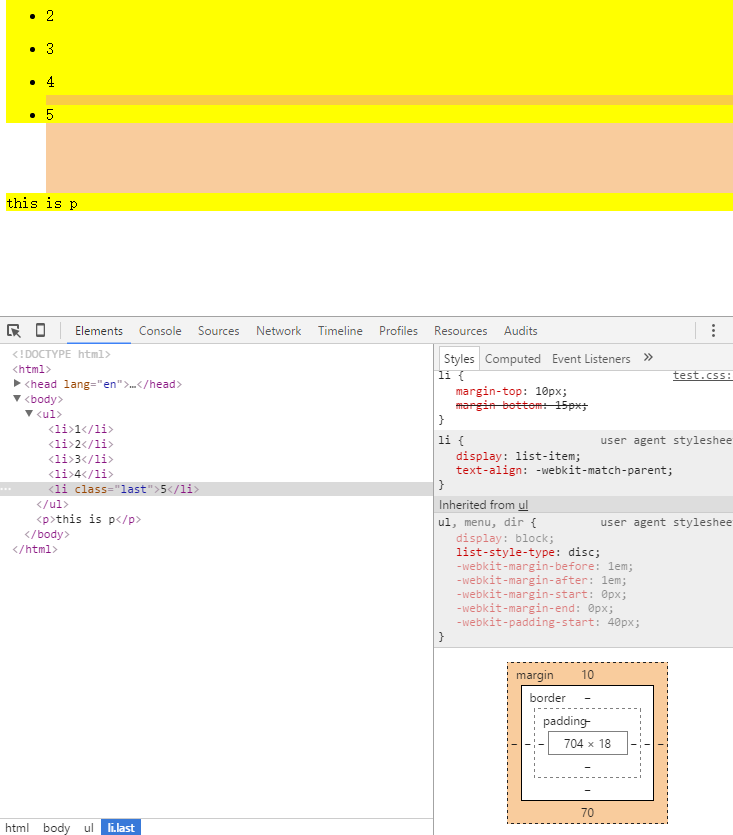 • 2
• 3
• 4
• 5
this is p
Elements Console Sources Network Timeline Profiles Resources Audits
<!DOCTYPE html>
<html>
<head lang="en">…</head>
<body>
<ul>
<li>1</li>
<li>2</li>
<li>3</li>
<li>4</li>
<li class="last">5</li>
</ul>
<p>this is p</p>
</body>
</html>
html body ul li.last
Styles Computed Event Listeners »
li { test.css:
margin-top: 10px;
margin-bottom: 15px;
}
li { user agent styleshee
display: list-item;
text-align: -webkit-match-parent;
}
Inherited from ul
ul, menu, dir { user agent styleshee
display: block;
list-style-type: disc;
-webkit-margin-before: 1em;
-webkit-margin-after: 1em;
-webkit-margin-start: 0px;
-webkit-margin-end: 0px;
-webkit-padding-start: 40px;
}
margin 10
border –
padding –
– – – 704 × 18 – – –
–
–
70